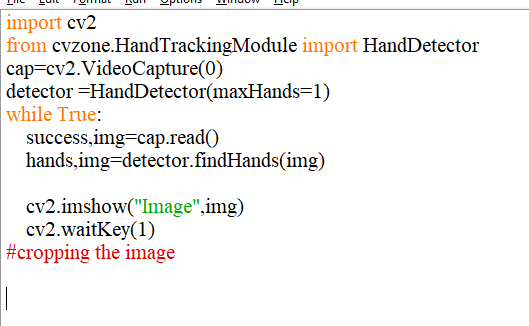 import cv2
from cvzone.HandTrackingModule import HandDetector
cap=cv2.VideoCapture(0)
detector =HandDetector(maxHands=1)
while True:
    success,img=cap.read()
    hands,img=detector.findHands(img)

    cv2.imshow("Image",img)
    cv2.waitKey(1)
#cropping the image